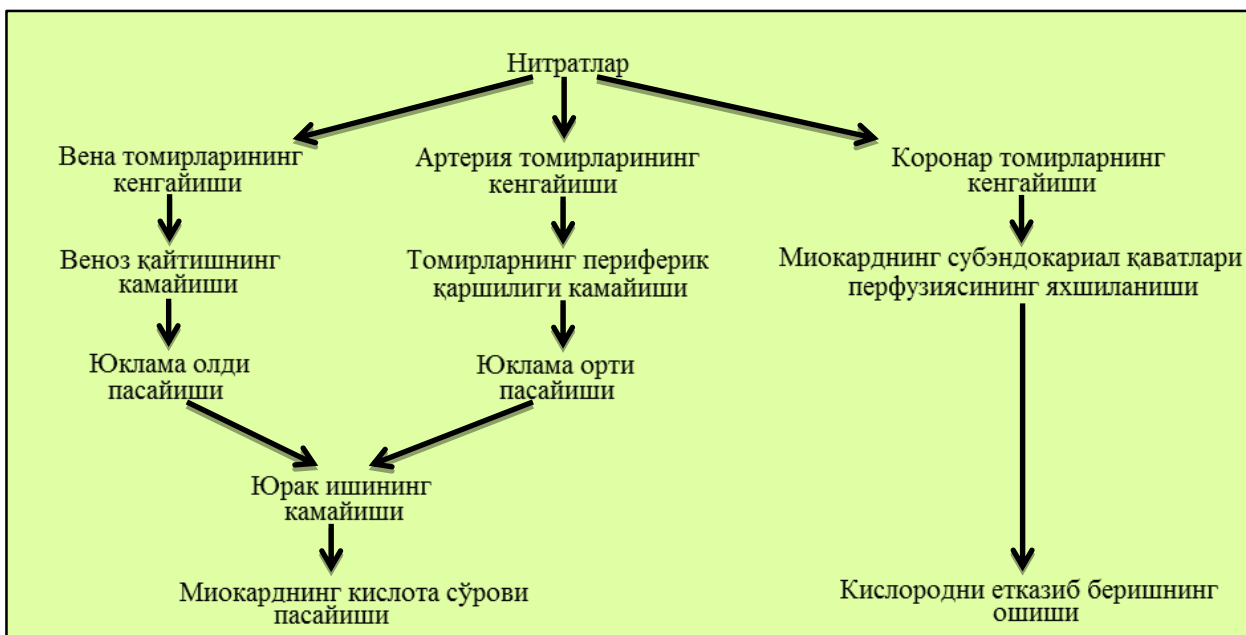 Нитратлар
Вена томирларининг
кенгайиши
Артерия томирларининг
кенгайиши
Коронар томирларнинг
кенгайиши
Веноз қайтишнинг
камайиши
Томирларнинг периферик
қаршилиги камайиши
Миокарднинг субэндокариал қаватлари
перфузиясининг яхшиланиши
Юклама олди
пасайиши
Юклама орти
пасайиши
Юрак ишининг
камайиши
Миокарднинг кислота сўрови
пасайиши
Кислородни етказиб беришнинг
ошиши